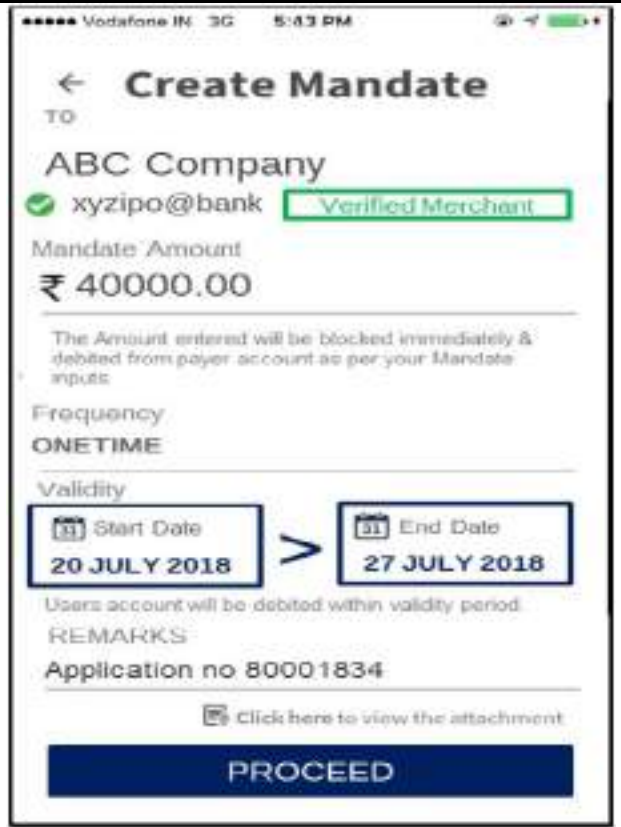 Vodafone IN 3G 5:43 PM
← Create Mandate
TO
ABC Company
xyzipo@bank Verified Merchant
Mandate Amount
₹ 40000.00
The Amount entered will be blocked immediately &
debited from payer account as per your Mandate
inputs
Frequency
ONETIME
Validity
31 Start Date > 31 End Date
20 JULY 2018 27 JULY 2018
Users account will be debited within validity period
REMARKS
Application no 80001834
Click here to view the attachment
PROCEED